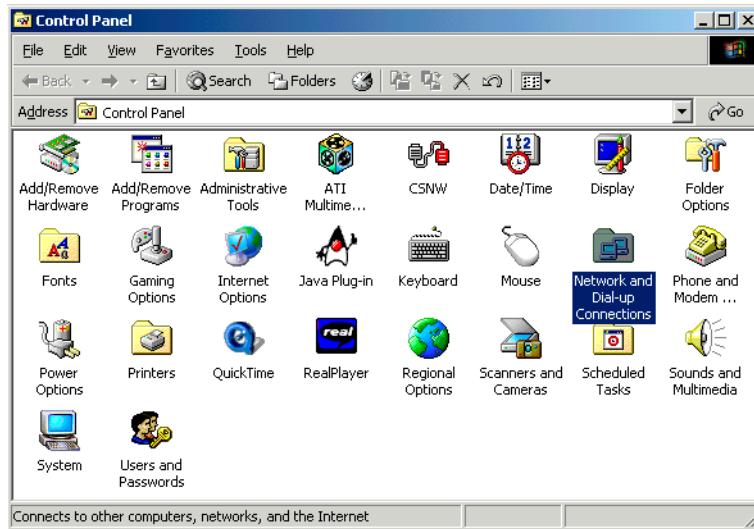 Control Panel
File Edit View Favorites Tools Help
Back Search Folders
Address Control Panel Go
Add/Remove Hardware
Add/Remove Programs
Administrative Tools
ATI Multime...
CSNW
Date/Time
Display
Folder Options
Fonts
Gaming Options
Internet Options
Java Plug-in
Keyboard
Mouse
Network and Dial-up Connections
Phone and Modem ...
Power Options
Printers
QuickTime
RealPlayer
Regional Options
Scanners and Cameras
Scheduled Tasks
Sounds and Multimedia
System
Users and Passwords
Connects to other computers, networks, and the Internet